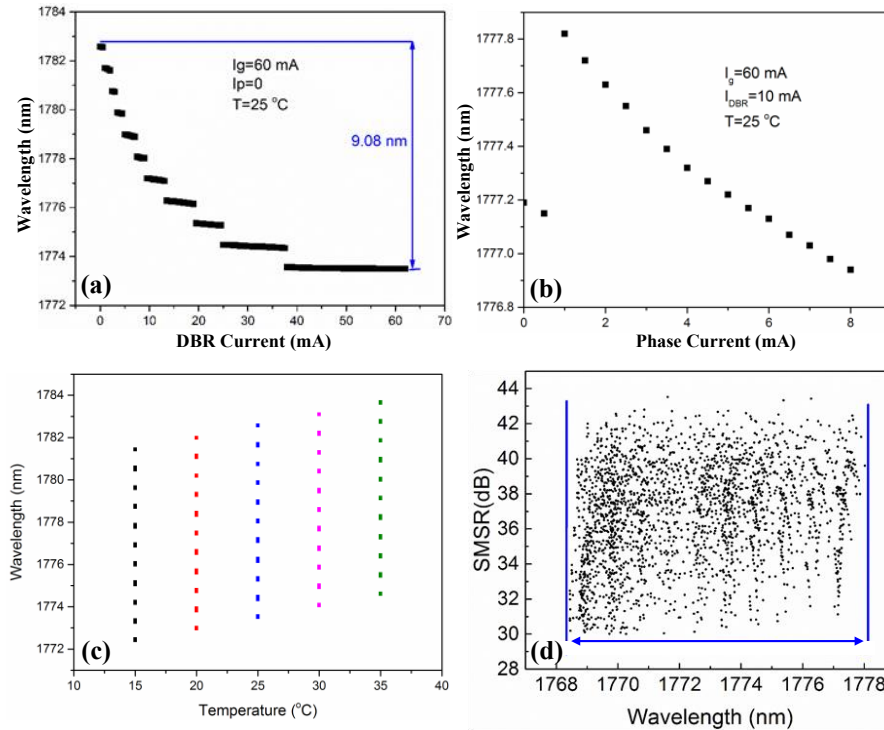 1784
1782
1780
1778
1776
1774
1772
Wavelength (nm)
Ig=60 mA
Ip=0
T=25 °C
9.08 nm
(a)
0 10 20 30 40 50 60 70
DBR Current (mA)
1777.8
1777.6
1777.4
1777.2
1777.0
1776.8
Wavelength (nm)
Ig=60 mA
IDBR=10 mA
T=25 °C
(b)
0 2 4 6 8
Phase Current (mA)
1784
1782
1780
1778
1776
1774
1772
Wavelength (nm)
(c)
10 15 20 25 30 35 40
Temperature (°C)
44
42
40
38
36
34
32
30
28
SMSR(dB)
(d)
1768 1770 1772 1774 1776 1778
Wavelength (nm)